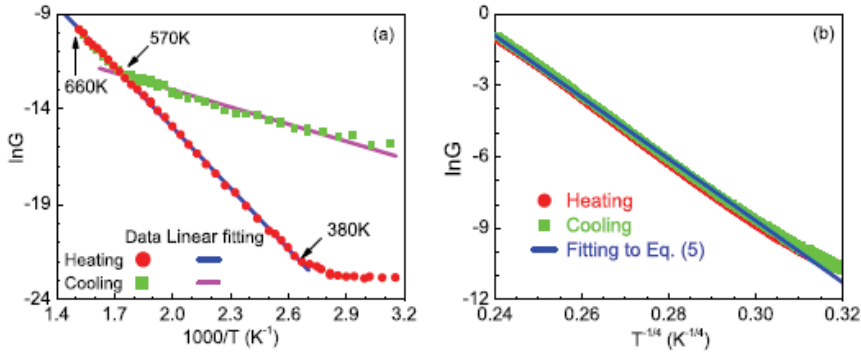 (a)
-9
-14
-19
-24
lnG
570K
660K
380K
Data Linear fitting
Heating
Cooling
1.4 1.7 2.0 2.3 2.6 2.9 3.2
1000/T (K⁻¹)
(b)
0
-3
-6
-9
-12
lnG
Heating
Cooling
Fitting to Eq. (5)
0.24 0.26 0.28 0.30 0.32
T⁻¹/⁴ (K⁻¹/⁴)